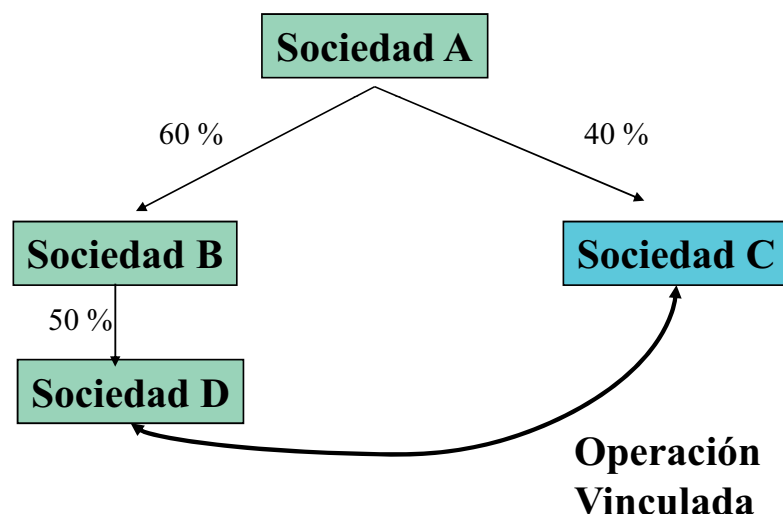 Sociedad A
60 %
40 %
Sociedad B
Sociedad C
50 %
Sociedad D
Operación
Vinculada